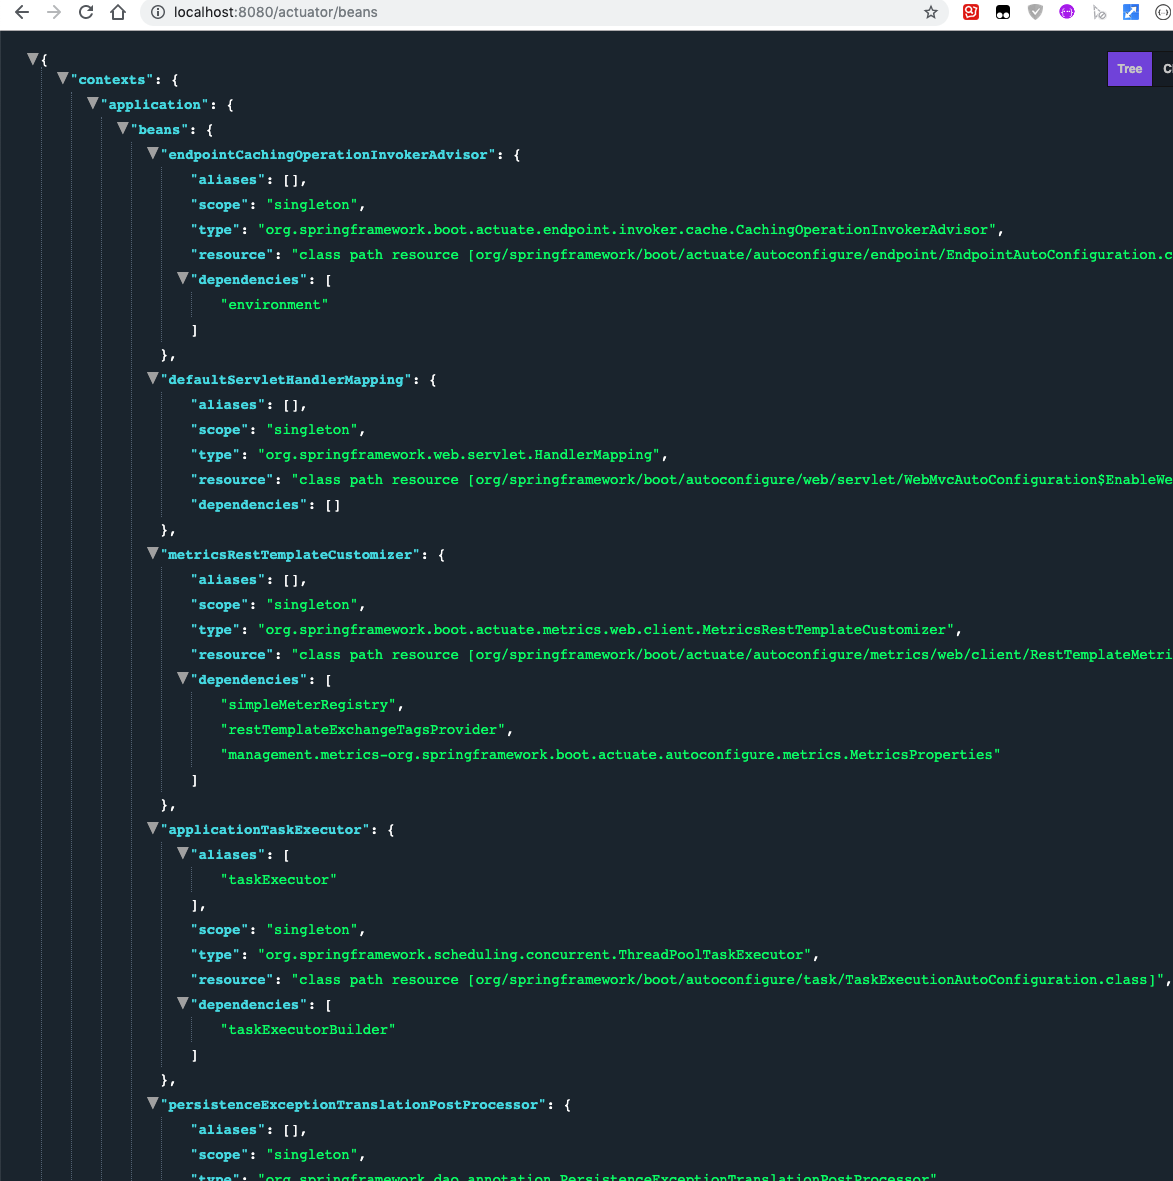 localhost:8080/actuator/beans
{
"contexts": {
Tree
"application": {
"beans": {
"endpointCachingOperationInvokerAdvisor": {
"aliases": [],
"scope": "singleton",
"type": "org.springframework.boot.actuate.endpoint.invoker.cache.CachingOperationInvokerAdvisor",
"resource": "class path resource [org/springframework/boot/actuate/autoconfigure/endpoint/EndpointAutoConfiguration.c
"dependencies": [
"environment"
]
},
"defaultServletHandlerMapping": {
"aliases": [],
"scope": "singleton",
"type": "org.springframework.web.servlet.HandlerMapping",
"resource": "class path resource [org/springframework/boot/autoconfigure/web/servlet/WebMvcAutoConfiguration$EnableWe
"dependencies": []
},
"metricsRestTemplateCustomizer": {
"aliases": [],
"scope": "singleton",
"type": "org.springframework.boot.actuate.metrics.web.client.MetricsRestTemplateCustomizer",
"resource": "class path resource [org/springframework/boot/actuate/autoconfigure/metrics/web/client/RestTemplateMetri
"dependencies": [
"simpleMeterRegistry",
"restTemplateExchangeTagsProvider",
"management.metrics-org.springframework.boot.actuate.autoconfigure.metrics.MetricsProperties"
]
},
"applicationTaskExecutor": {
"aliases": [
"taskExecutor"
],
"scope": "singleton",
"type": "org.springframework.scheduling.concurrent.ThreadPoolTaskExecutor",
"resource": "class path resource [org/springframework/boot/autoconfigure/task/TaskExecutionAutoConfiguration.class]",
"dependencies": [
"taskExecutorBuilder"
]
},
"persistenceExceptionTranslationPostProcessor": {
"aliases": [],
"scope": "singleton",
"type": "org.springframework.dao.annotation.PersistenceExceptionTranslationPostProcessor"